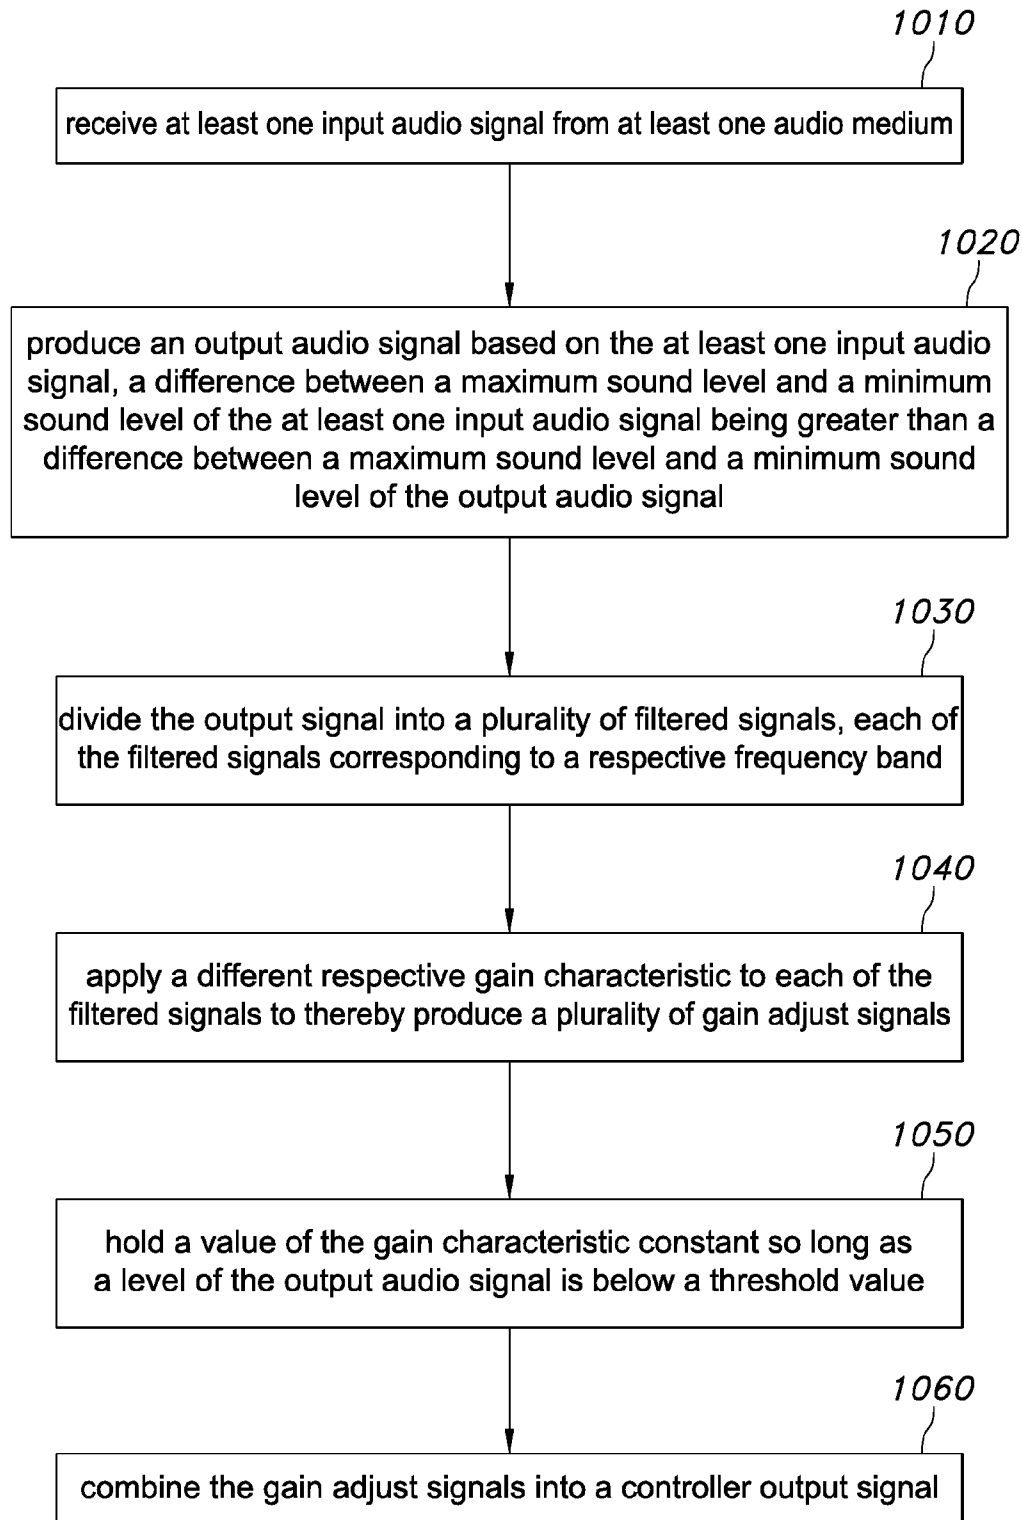 1010
receive at least one input audio signal from at least one audio medium
1020
produce an output audio signal based on the at least one input audio
signal, a difference between a maximum sound level and a minimum
sound level of the at least one input audio signal being greater than a
difference between a maximum sound level and a minimum sound
level of the output audio signal
1030
divide the output signal into a plurality of filtered signals, each of
the filtered signals corresponding to a respective frequency band
1040
apply a different respective gain characteristic to each of the
filtered signals to thereby produce a plurality of gain adjust signals
1050
hold a value of the gain characteristic constant so long as
a level of the output audio signal is below a threshold value
1060
combine the gain adjust signals into a controller output signal